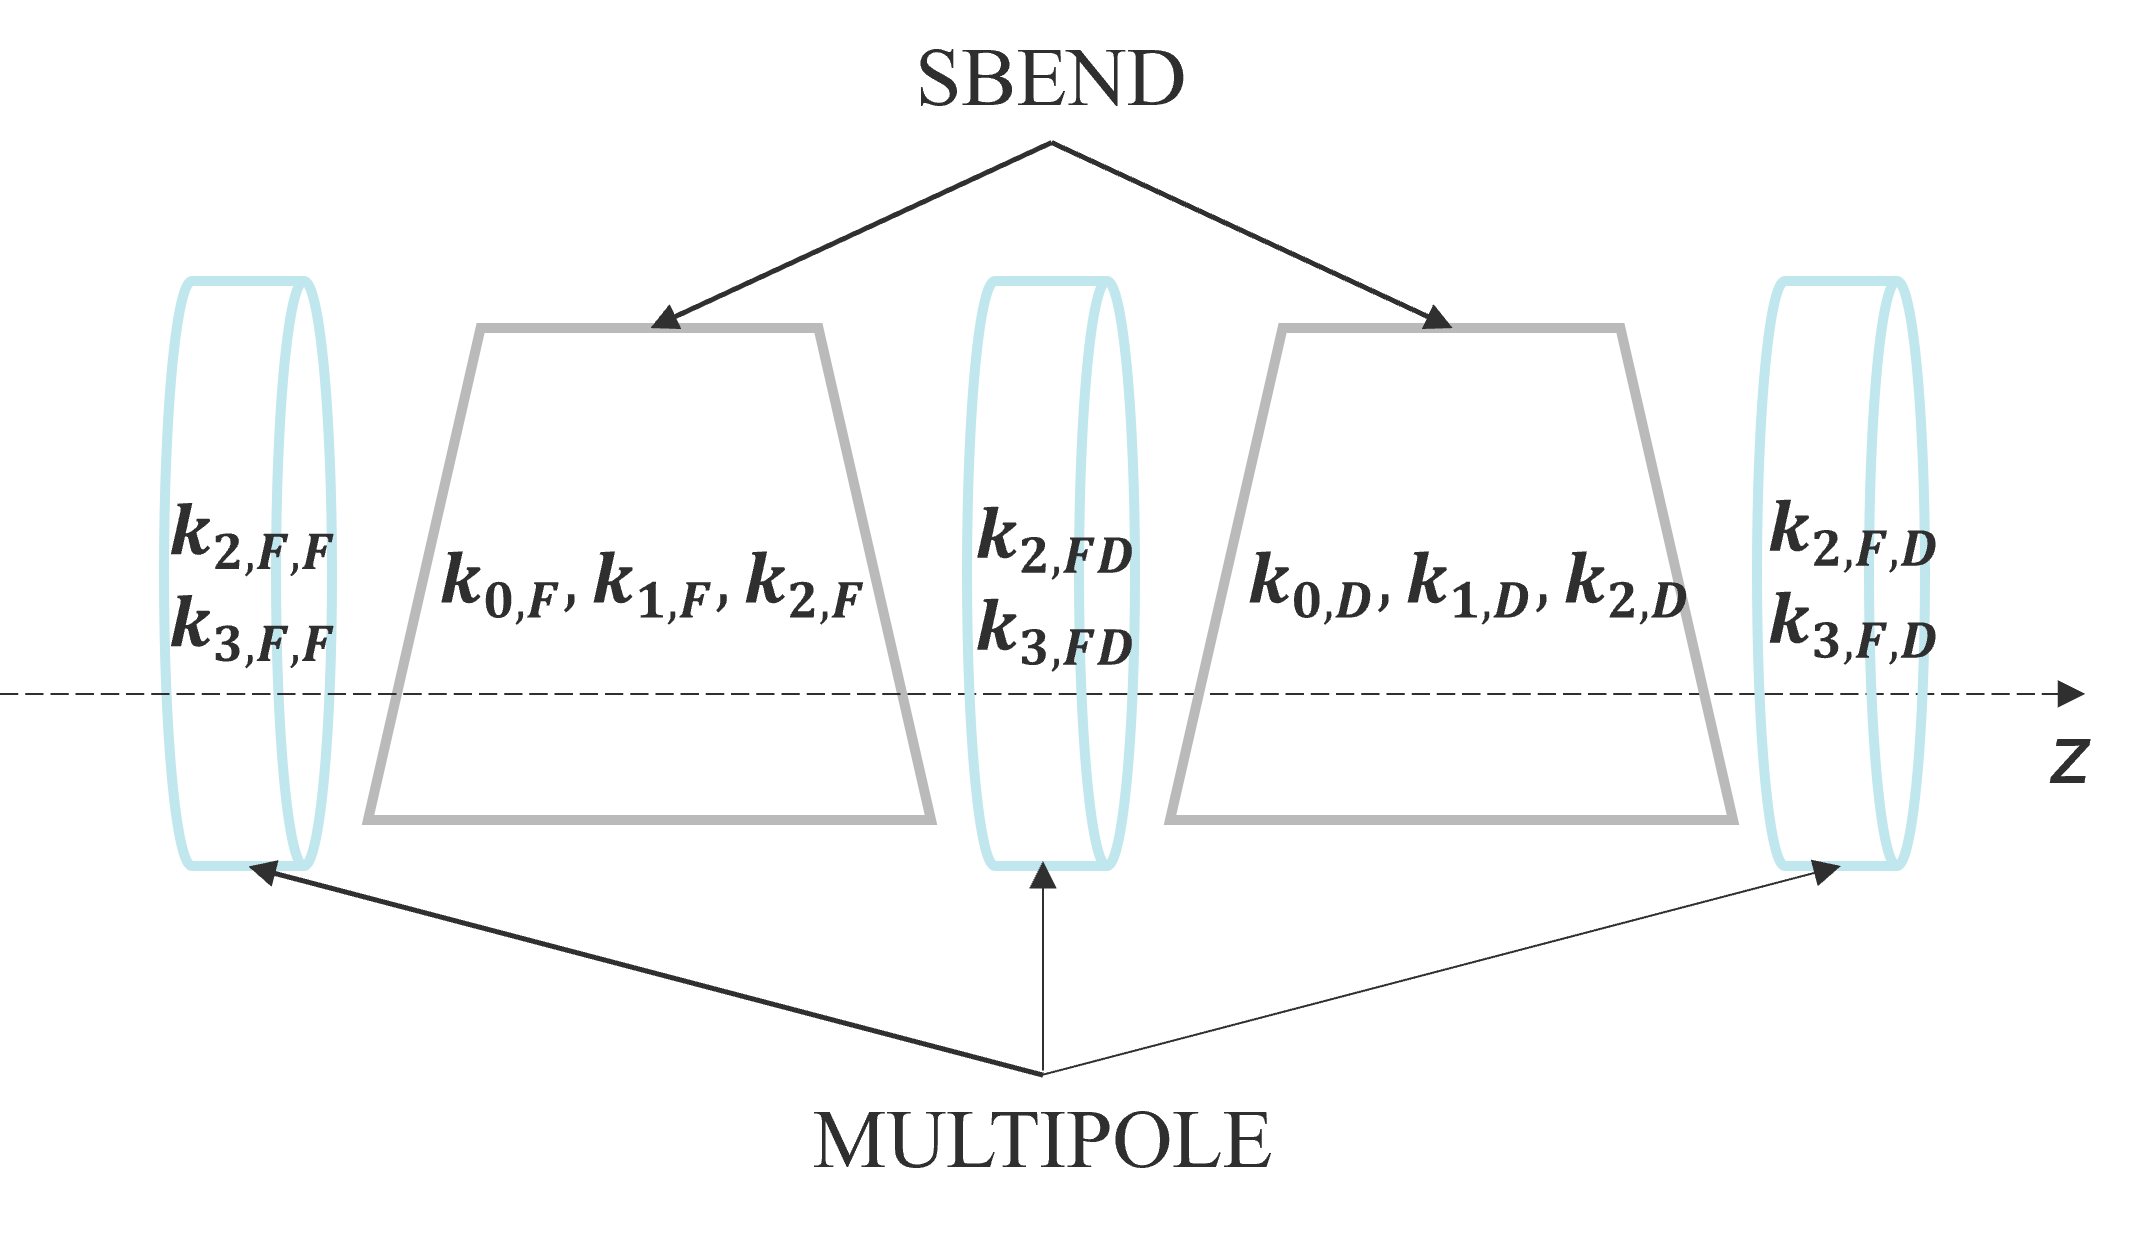 SBEND
k2,F,F
k3,F,F
k0,F, k1,F, k2,F
k2,FD
k3,FD
k0,D, k1,D, k2,D
k2,F,D
k3,F,D
z
MULTIPOLE